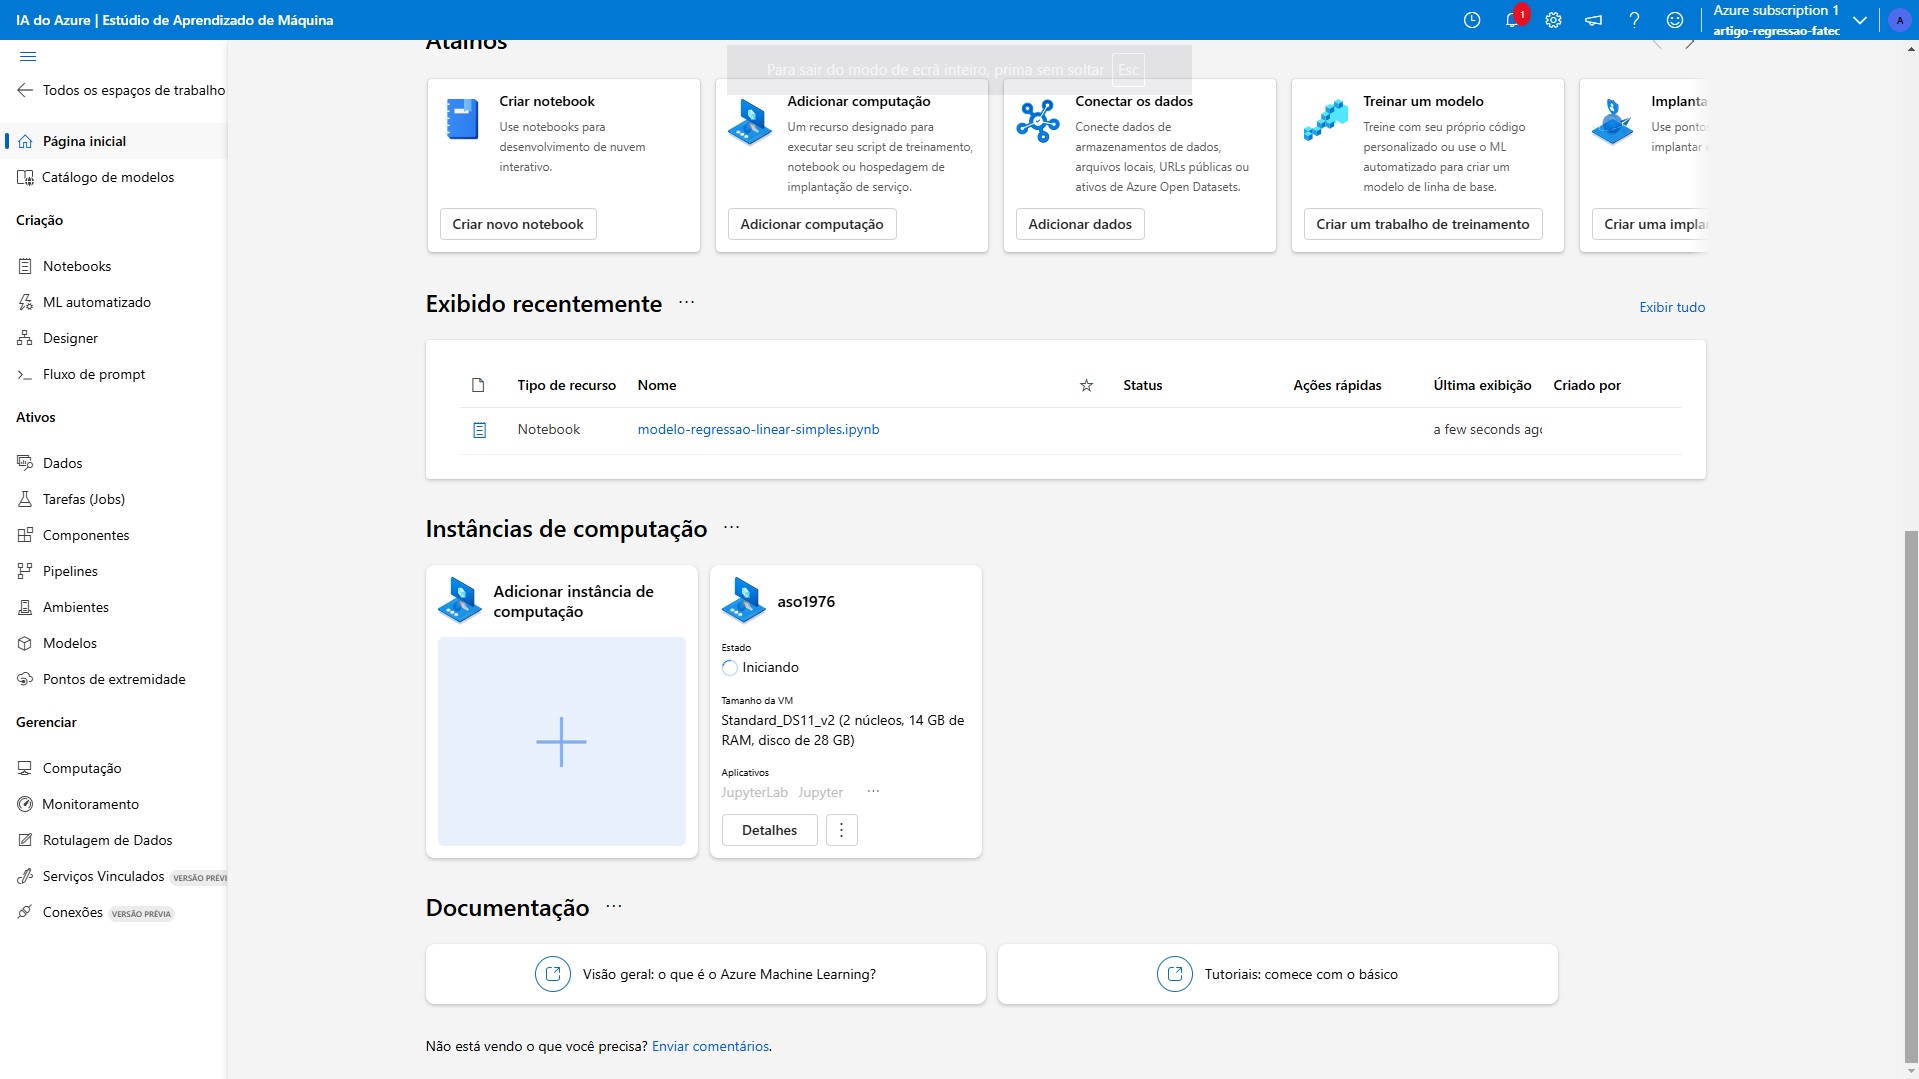 IA do Azure | Estúdio de Aprendizado de Máquina
1
Azure subscription 1
artigo-regressao-fatec
A
Todos os espaços de trabalho
Página inicial
Catálogo de modelos
Criação
Notebooks
ML automatizado
Designer
Fluxo de prompt
Ativos
Dados
Tarefas (Jobs)
Componentes
Pipelines
Ambientes
Modelos
Pontos de extremidade
Gerenciar
Computação
Monitoramento
Rotulagem de Dados
Serviços Vinculados VERSÃO PRÉVI
Conexões VERSÃO PRÉVIA
Atalhos
Para sair do modo de ecrã inteiro, prima sem soltar Esc
Criar notebook
Use notebooks para
desenvolvimento de nuvem
interativo.
Criar novo notebook
Adicionar computação
Um recurso designado para
executar seu script de treinamento,
notebook ou hospedagem de
implantação de serviço.
Adicionar computação
Conectar os dados
Conecte dados de
armazenamentos de dados,
arquivos locais, URLs públicas ou
ativos de Azure Open Datasets.
Adicionar dados
Treinar um modelo
Treine com seu próprio código
personalizado ou use o ML
automatizado para criar um
modelo de linha de base.
Criar um trabalho de treinamento
Implanta
Use ponto
implantar
Criar uma implan
Exibido recentemente ...
Exibir tudo
Tipo de recurso Nome Status Ações rápidas Última exibição Criado por
Notebook modelo-regressao-linear-simples.ipynb a few seconds ago
Instâncias de computação ...
Adicionar instância de
computação
aso1976
Estado
Iniciando
Tamanho da VM
Standard_DS11_v2 (2 núcleos, 14 GB de
RAM, disco de 28 GB)
Aplicativos
JupyterLab Jupyter ...
Detalhes
Documentação ...
Visão geral: o que é o Azure Machine Learning?
Tutoriais: comece com o básico
Não está vendo o que você precisa? Enviar comentários.